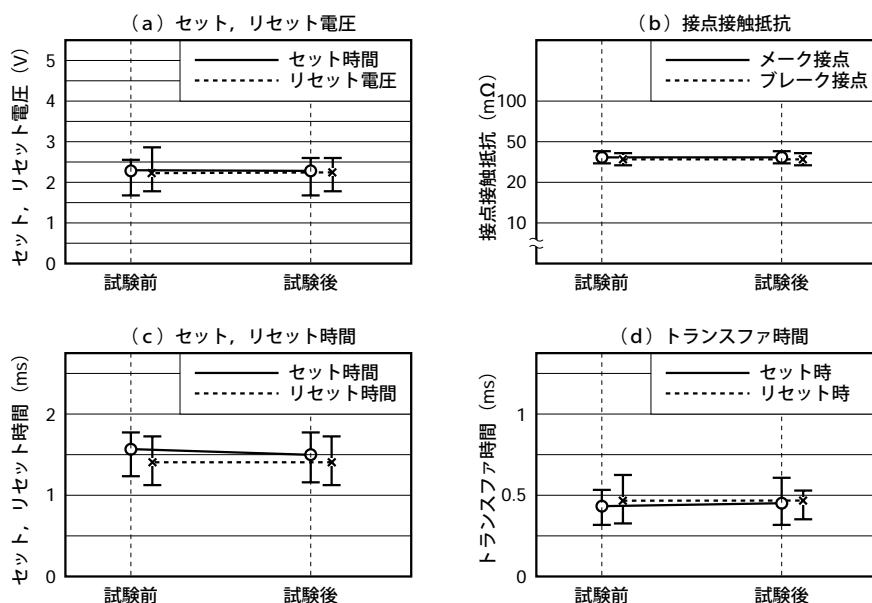 （a）セット，リセット電圧
セット，リセット電圧（V）
5
4
3
2
1
0
セット時間
リセット電圧
試験前
試験後
（b）接点接触抵抗
接点接触抵抗（mΩ）
100
50
20
10
メーク接点
ブレーク接点
試験前
試験後
（c）セット，リセット時間
セット，リセット時間（ms）
2
1
0
セット時間
リセット時間
試験前
試験後
（d）トランスファ時間
トランスファ時間（ms）
1
0.5
0
セット時
リセット時
試験前
試験後